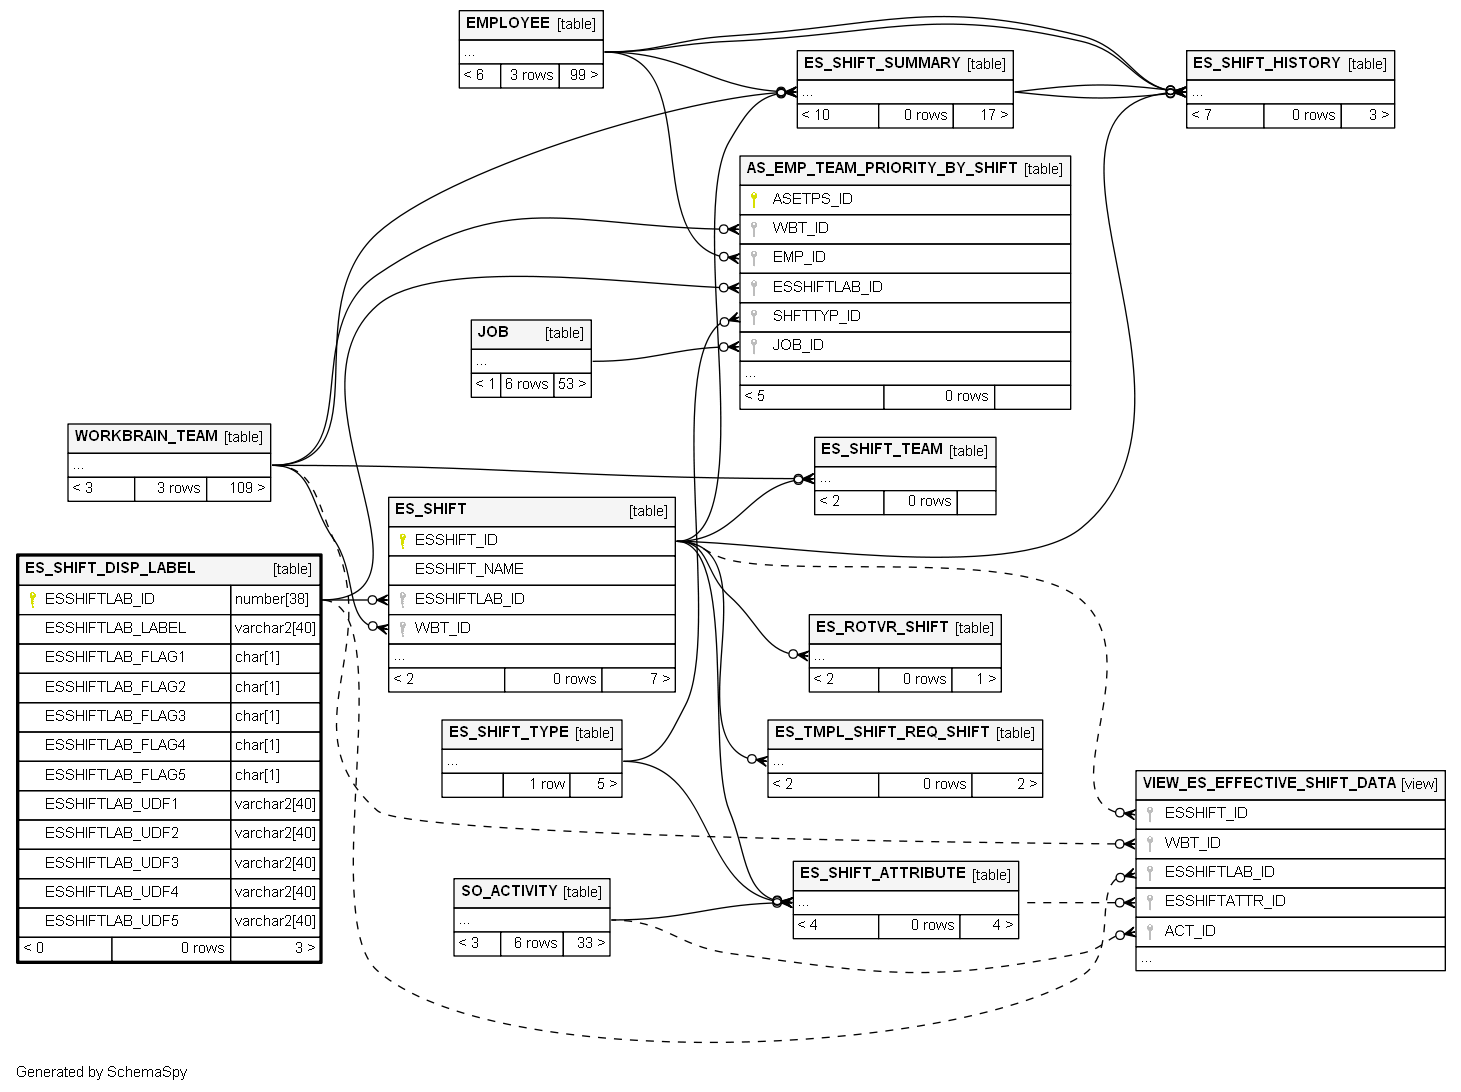 EMPLOYEE [table]
...
< 6 3 rows 99 >
ES_SHIFT_SUMMARY [table]
...
< 10 0 rows 17 >
ES_SHIFT_HISTORY [table]
...
< 7 0 rows 3 >
AS_EMP_TEAM_PRIORITY_BY_SHIFT [table]
ASETPS_ID
WBT_ID
EMP_ID
ESSHIFTLAB_ID
SHFTTYP_ID
JOB_ID
...
< 5 0 rows
JOB [table]
...
< 1 6 rows 53 >
WORKBRAIN_TEAM [table]
...
< 3 3 rows 109 >
ES_SHIFT_TEAM [table]
...
< 2 0 rows
ES_SHIFT [table]
ESSHIFT_ID
ESSHIFT_NAME
ESSHIFTLAB_ID
WBT_ID
...
< 2 0 rows 7 >
ES_SHIFT_DISP_LABEL [table]
ESSHIFTLAB_ID number[38]
ESSHIFTLAB_LABEL varchar2[40]
ESSHIFTLAB_FLAG1 char[1]
ESSHIFTLAB_FLAG2 char[1]
ESSHIFTLAB_FLAG3 char[1]
ESSHIFTLAB_FLAG4 char[1]
ESSHIFTLAB_FLAG5 char[1]
ESSHIFTLAB_UDF1 varchar2[40]
ESSHIFTLAB_UDF2 varchar2[40]
ESSHIFTLAB_UDF3 varchar2[40]
ESSHIFTLAB_UDF4 varchar2[40]
ESSHIFTLAB_UDF5 varchar2[40]
< 0 0 rows 3 >
ES_ROTVR_SHIFT [table]
...
< 2 0 rows 1 >
ES_SHIFT_TYPE [table]
...
1 row 5 >
ES_TMPL_SHIFT_REQ_SHIFT [table]
...
< 2 0 rows 2 >
VIEW_ES_EFFECTIVE_SHIFT_DATA [view]
ESSHIFT_ID
WBT_ID
ESSHIFTLAB_ID
ESSHIFTATTR_ID
ACT_ID
...
ES_SHIFT_ATTRIBUTE [table]
...
< 4 0 rows 4 >
SO_ACTIVITY [table]
...
< 3 6 rows 33 >
Generated by SchemaSpy